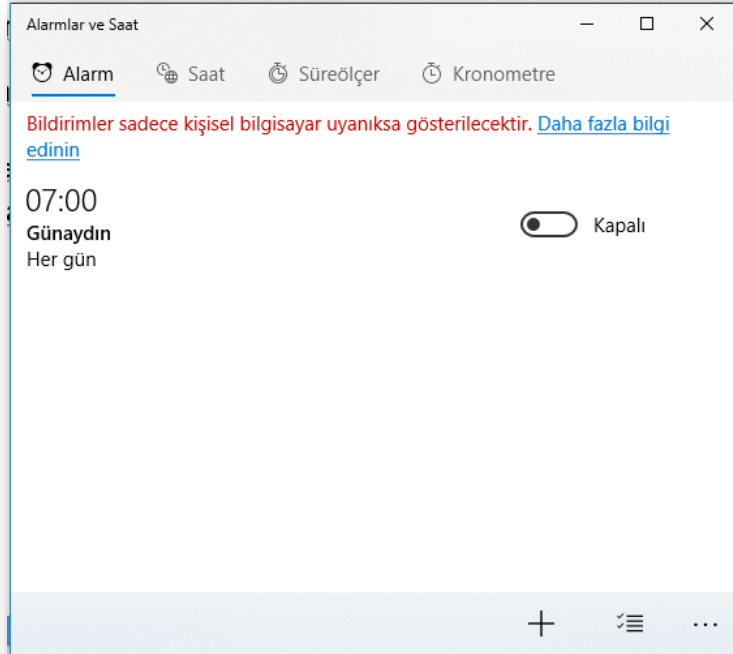 Alarmlar ve Saat
Alarm Saat Süreölçer Kronometre
Bildirimler sadece kişisel bilgisayar uyanıksa gösterilecektir. Daha fazla bilgi
edinin
07:00
Günaydın
Her gün
Kapalı